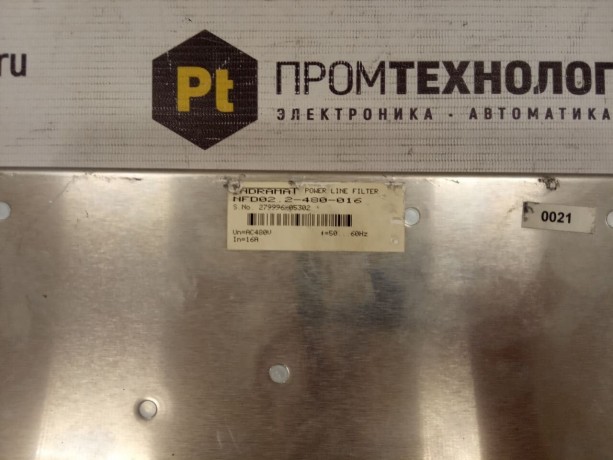 ru
Pt
ПРОМТЕХНОЛОГ
ЭЛЕКТРОНИКА · АВТОМАТИКА
POWER LINE FILTER
NFD02.2-480-016
S.No
Un=AC480V f=50 60Hz
In=16A
0021